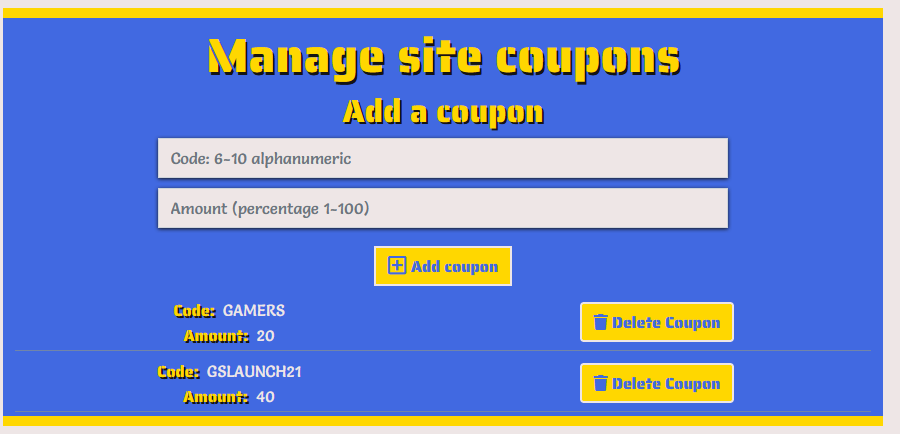 Manage site coupons
Add a coupon
Code: 6-10 alphanumeric
Amount (percentage 1-100)
Add coupon
Code: GAMERS
Amount: 20
Delete Coupon
Code: GSLAUNCH21
Amount: 40
Delete Coupon